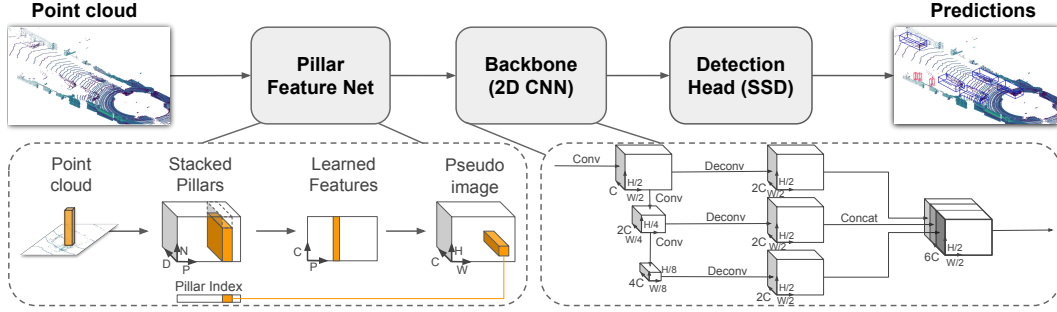 Point cloud
Pillar
Feature Net
Backbone
(2D CNN)
Detection
Head (SSD)
Predictions
Point
cloud
Stacked
Pillars
Learned
Features
Pseudo
image
D
N
P
C
P
C
H
W
Pillar Index
Conv
C
H/2
W/2
Conv
2C
H/4
W/4
Conv
4C
H/8
W/8
Deconv
2C
H/2
W/2
Deconv
2C
H/2
W/2
Deconv
2C
H/2
W/2
Concat
6C
H/2
W/2